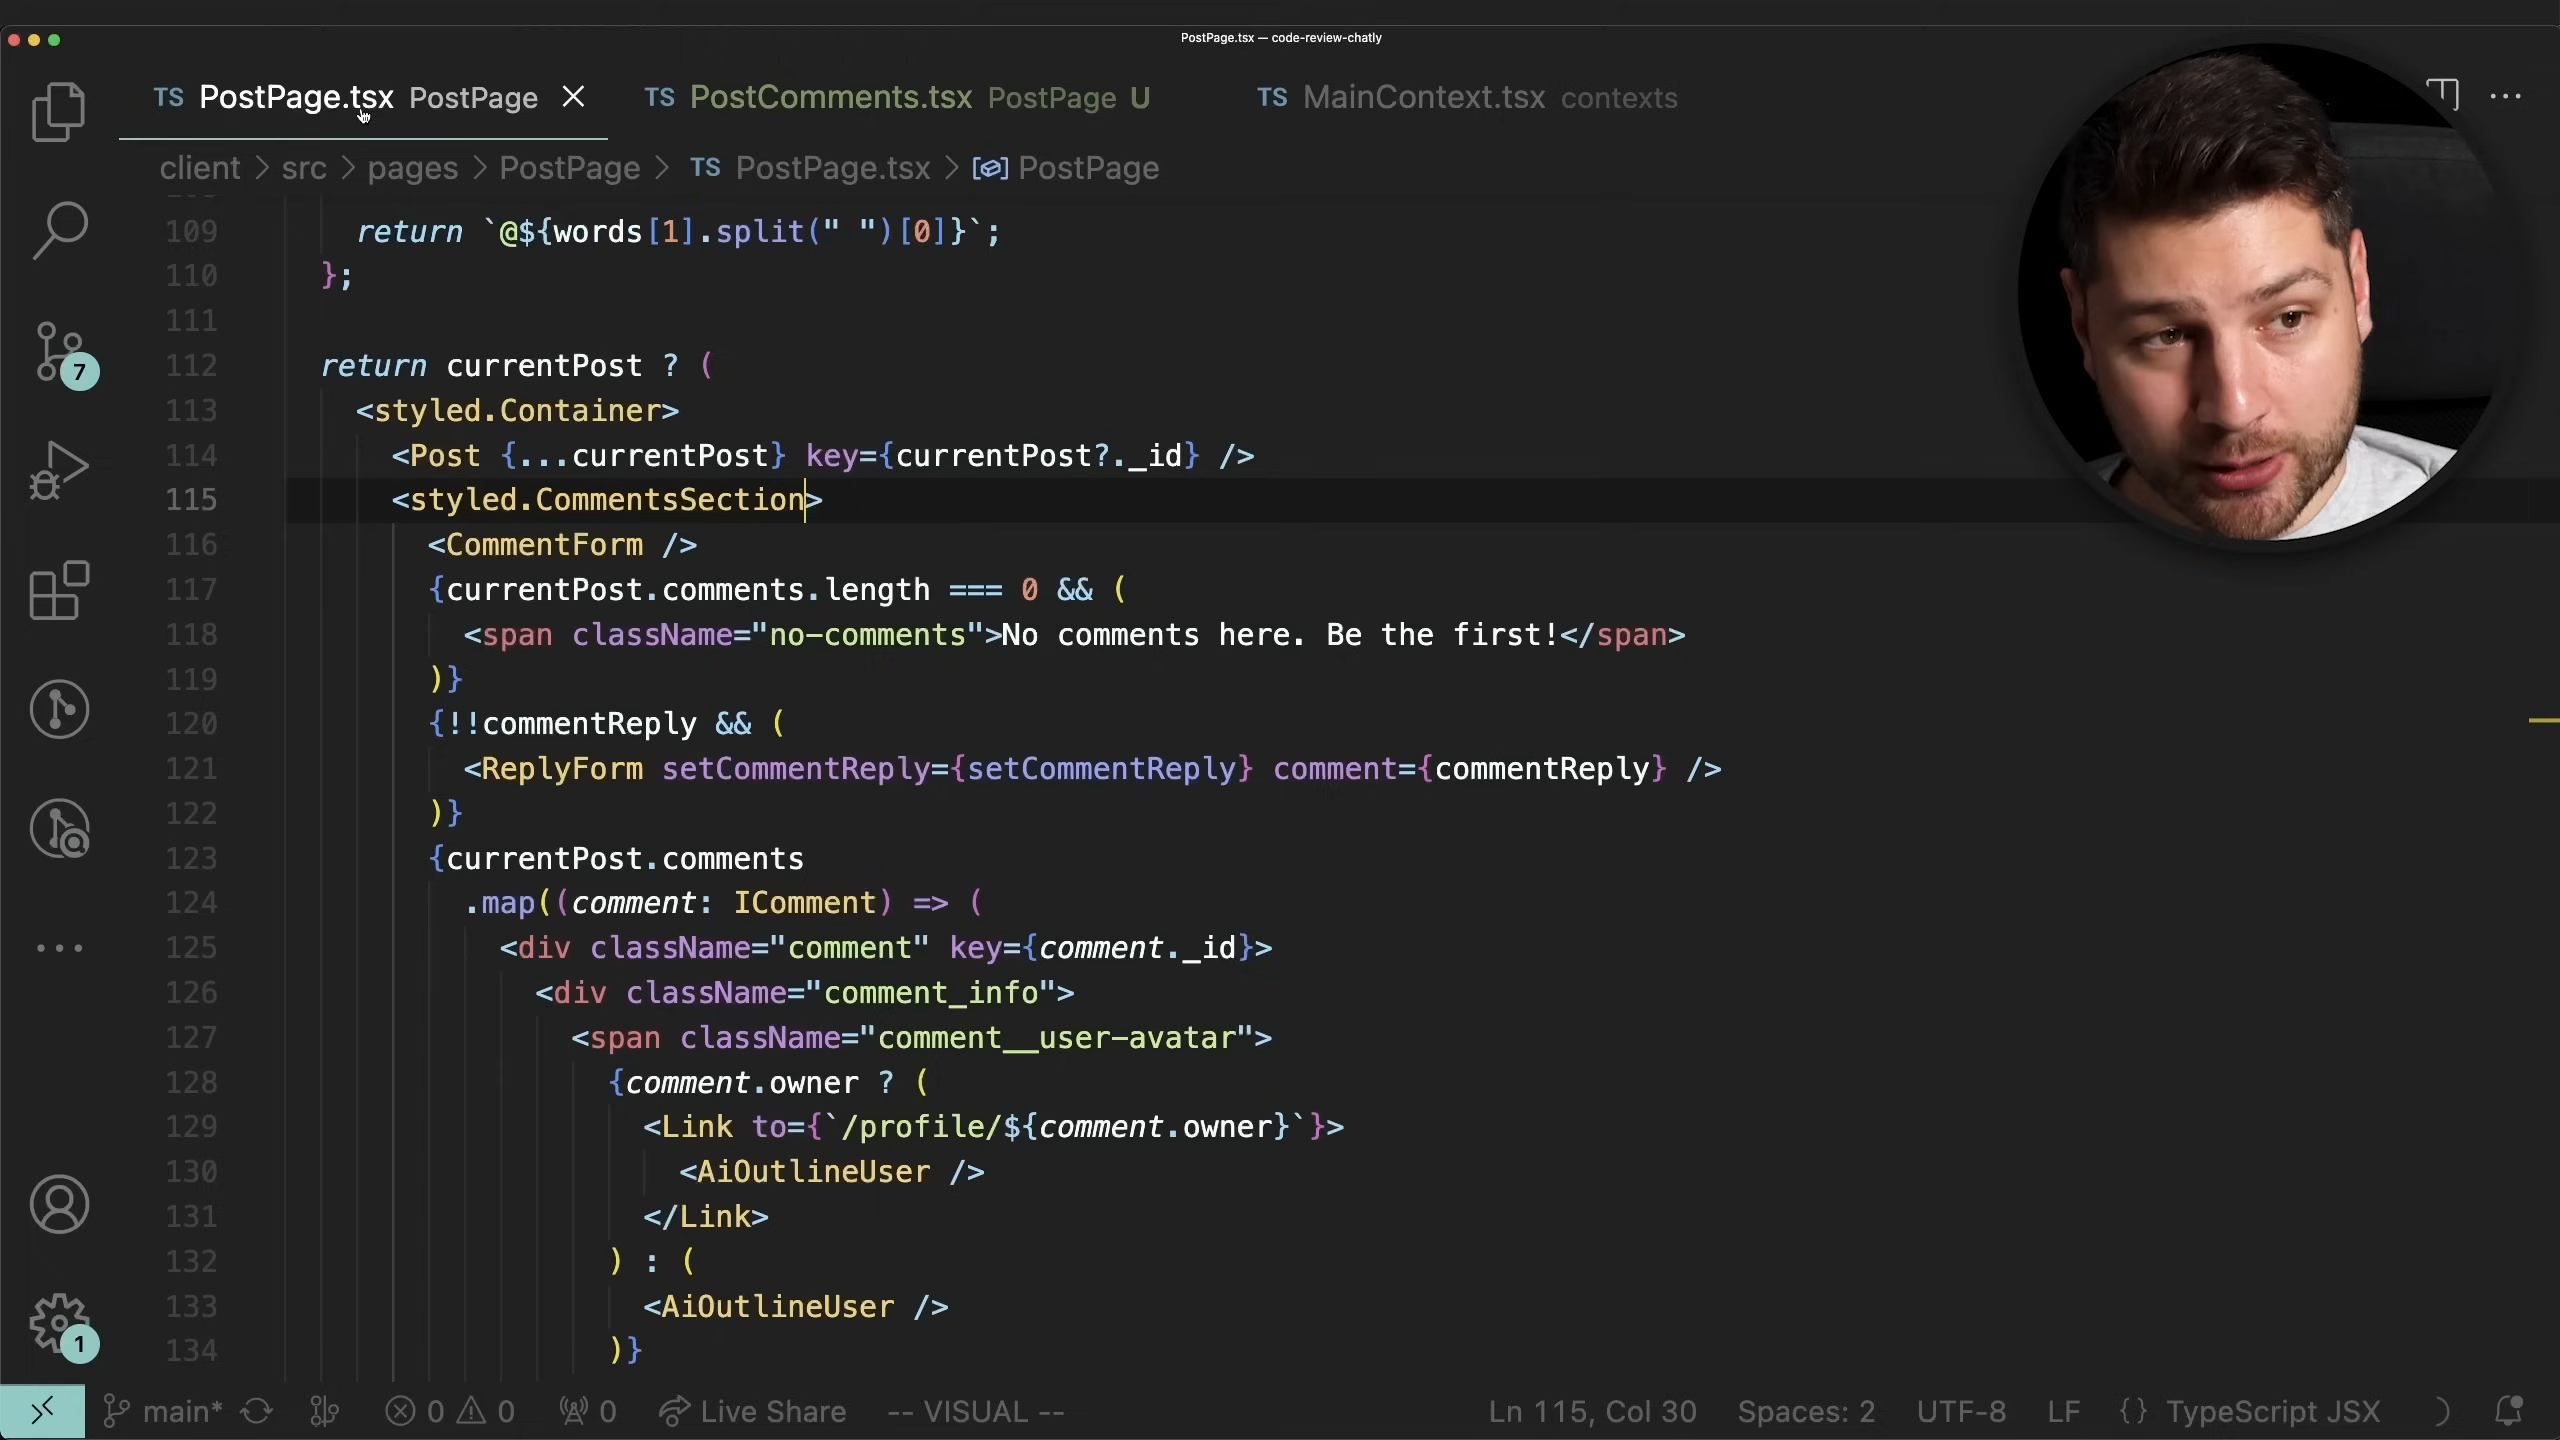 PostPage.tsx — code-review-chatly
TS PostPage.tsx PostPage
TS PostComments.tsx PostPage U
TS MainContext.tsx contexts
client > src > pages > PostPage > TS PostPage.tsx > PostPage
109 return `@${words[1].split(" ")[0]}`;
110 };
111
112 return currentPost ? (
113 <styled.Container>
114 <Post {...currentPost} key={currentPost?._id} />
115 <styled.CommentsSection>
116 <CommentForm />
117 {currentPost.comments.length === 0 && (
118 <span className="no-comments">No comments here. Be the first!</span>
119 )}
120 {!!commentReply && (
121 <ReplyForm setCommentReply={setCommentReply} comment={commentReply} />
122 )}
123 {currentPost.comments
124 .map((comment: IComment) => (
125 <div className="comment" key={comment._id}>
126 <div className="comment_info">
127 <span className="comment__user-avatar">
128 {comment.owner ? (
129 <Link to={`/profile/${comment.owner}`}>
130 <AiOutlineUser />
131 </Link>
132 ) : (
133 <AiOutlineUser />
134 )}
7
1
main* 0 0 0 Live Share -- VISUAL -- Ln 115, Col 30 Spaces: 2 UTF-8 LF {} TypeScript JSX